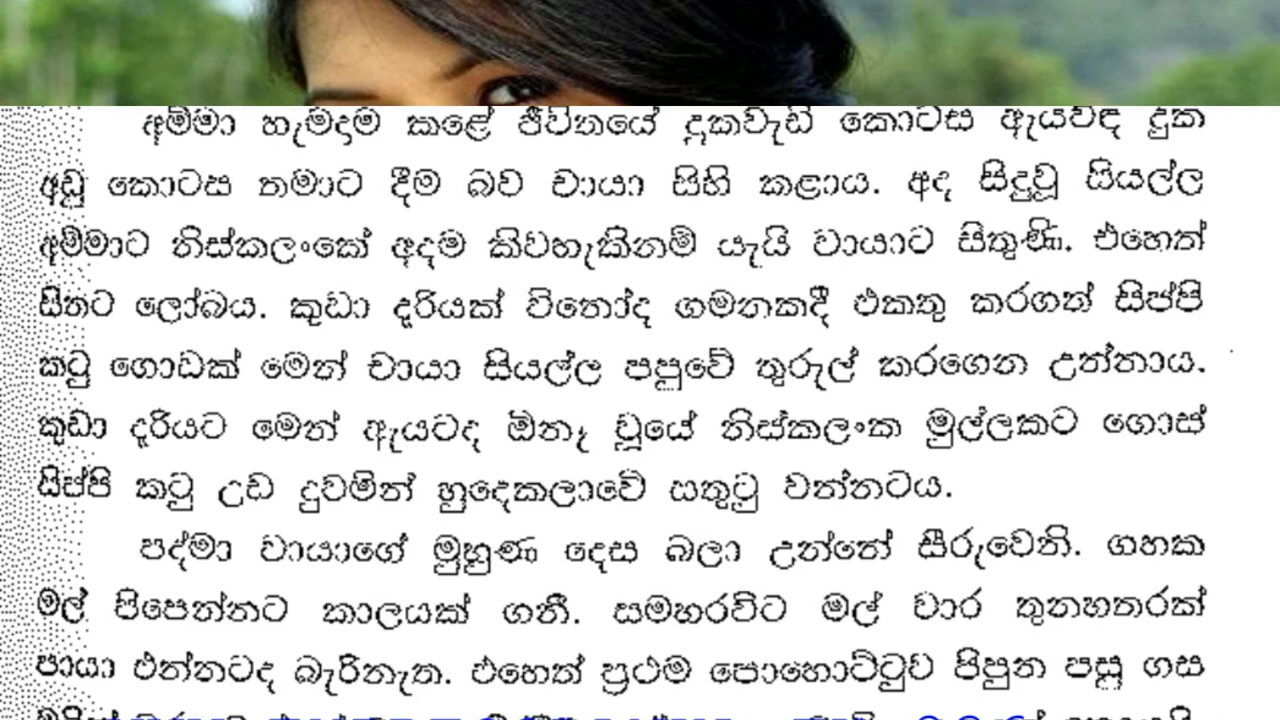 අම්මා හැමදාම කළේ ජීවිතයේ දුකවැඩි කොටස ඇයවිඳ දුක
අඩු කොටස තමාට දීම බව චායා සිහි කළාය. අද සිදුවූ සියල්ල
අම්මාට නිස්කලංකේ අදම කිවහැකිනම් යැයි චායාට සිතුණි. එහෙත්
සිතට ලෝබය. කුඩා දැරියක් විනෝද ගමනකදී එකතු කරගත් සිප්පි
කටු ගොඩක් මෙන් චායා සියල්ල පපුවේ තුරුල් කරගෙන උන්නාය.
කුඩා දැරියට මෙන් ඇයටද ඕනෑ වූයේ නිස්කලංක මුල්ලකට ගොස්
සිප්පි කටු උඩ දුවමින් හුදෙකලාවේ සතුටු වන්නටය.
පද්මා චායාගේ මුහුණ දෙස බලා උන්නේ සීරුවෙනි. ගහක
මල් පිපෙන්නට කාලයක් ගනී. සමහරවිට මල් වාර තුනහතරක්
පායා එන්නටද බැරිනැත. එහෙත් ප්‍රථම පොහොට්ටුව පිපුන පසු ගස